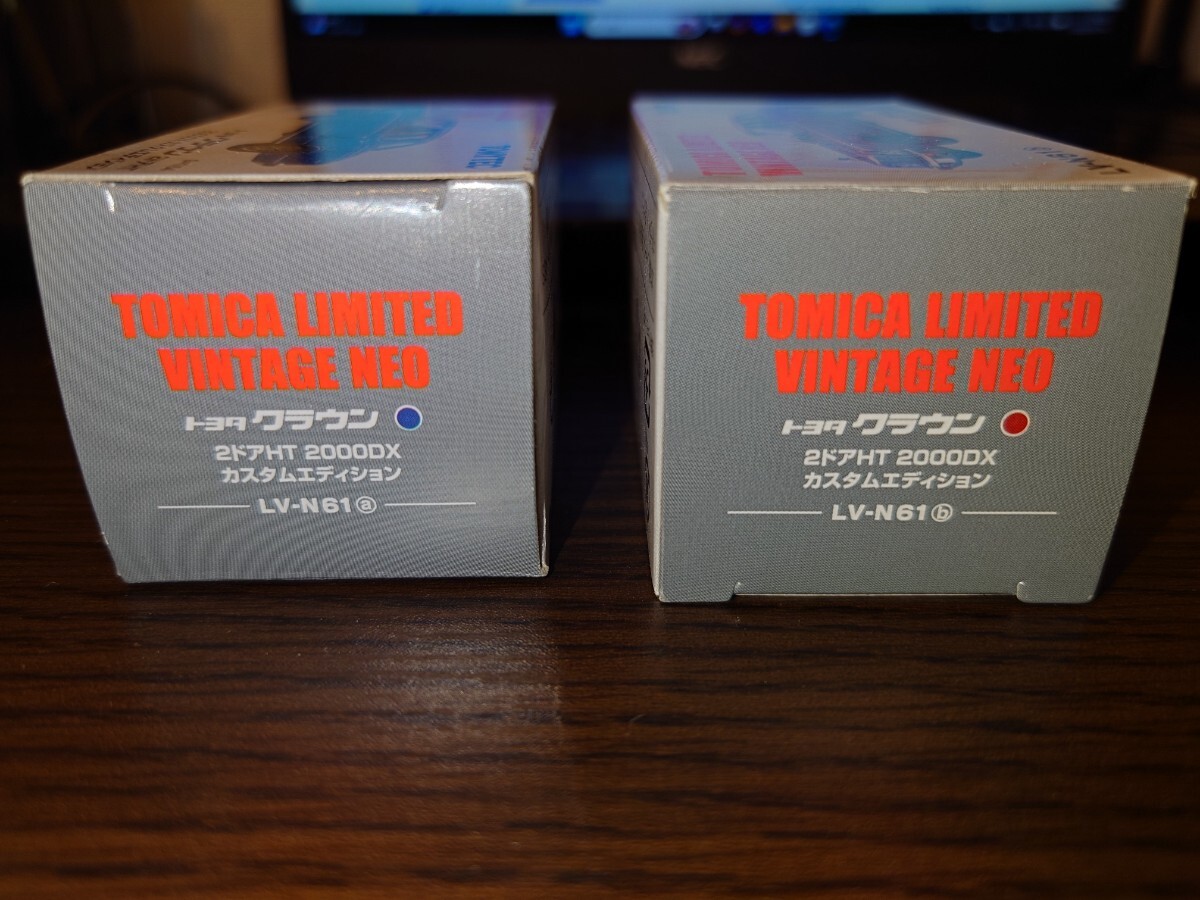 TOMICA LIMITED
VINTAGE NEO
トヨタ クラウン
2ドアHT 2000DX
カスタムエディション
LV-N61ⓐ
TOMICA LIMITED
VINTAGE NEO
トヨタ クラウン
2ドアHT 2000DX
カスタムエディション
LV-N61ⓑ